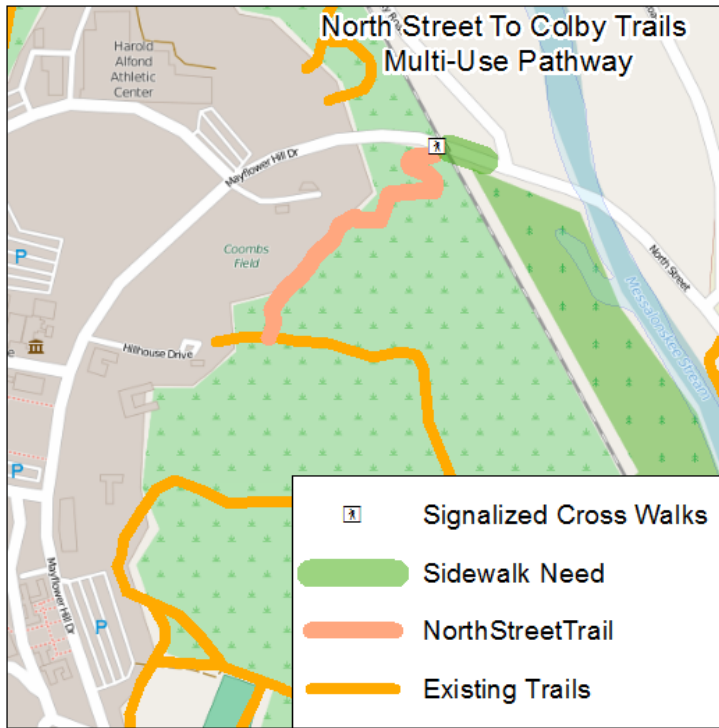 North Street To Colby Trails
Multi-Use Pathway
Harold
Alfond
Athletic
Center
Mayflower Hill Dr
P
Coombs
Field
North Street
Messalonskee Stream
Hillhouse Drive
P
Mayflower Hill Dr
P
Signalized Cross Walks
Sidewalk Need
NorthStreetTrail
Existing Trails